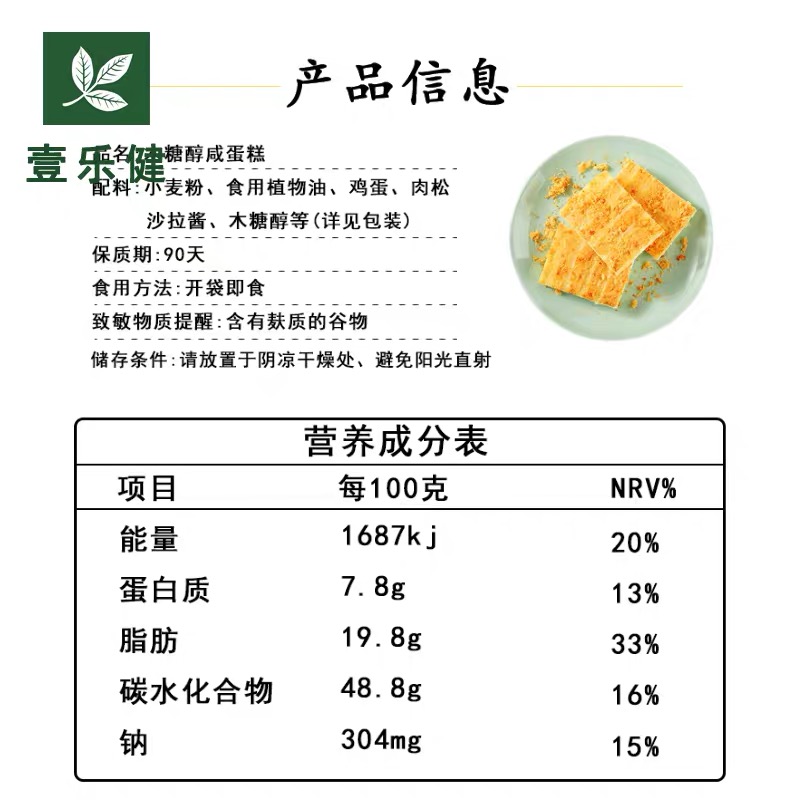 产品信息
壹乐健
品名 糖醇咸蛋糕
配料:小麦粉、食用植物油、鸡蛋、肉松
沙拉酱、木糖醇等(详见包装)
保质期:90天
食用方法:开袋即食
致敏物质提醒:含有麸质的谷物
储存条件:请放置于阴凉干燥处、避免阳光直射
营养成分表
项目 每100克 NRV%
能量 1687kj 20%
蛋白质 7.8g 13%
脂肪 19.8g 33%
碳水化合物 48.8g 16%
钠 304mg 15%